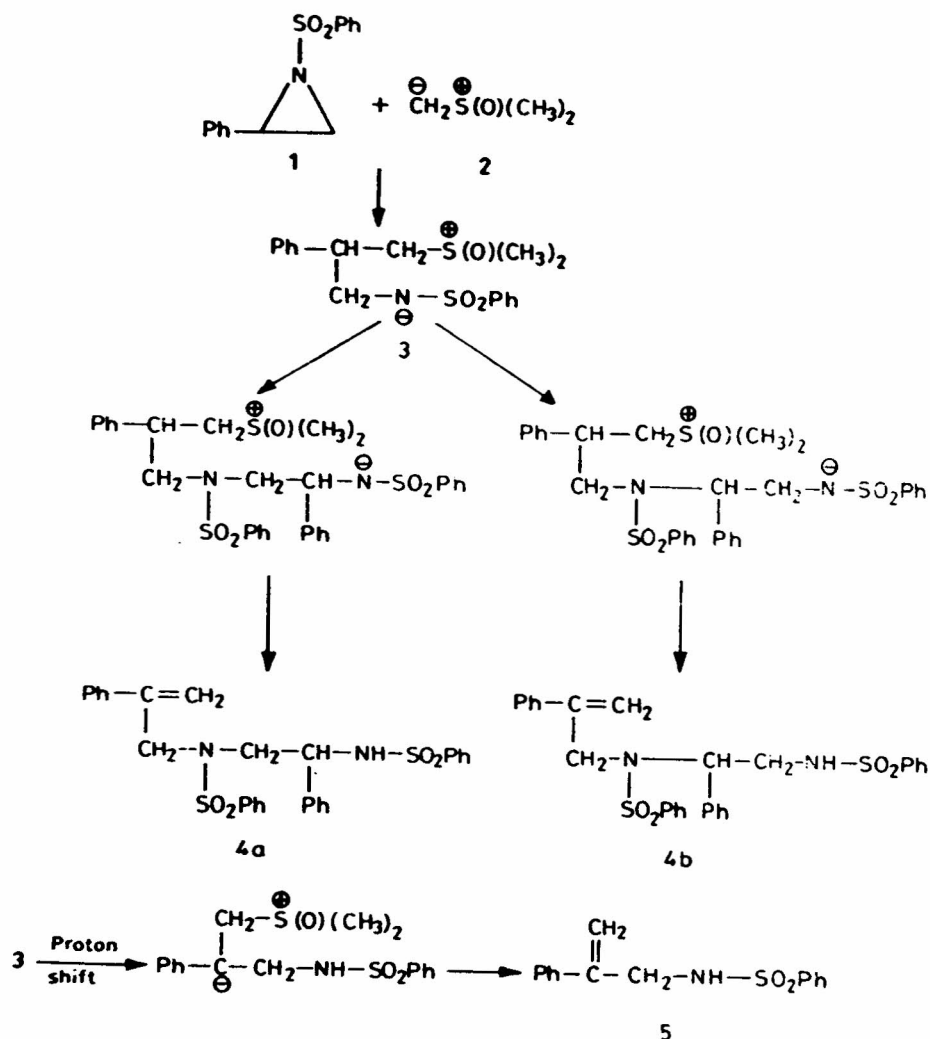 SO₂Ph
N
Ph
+ ⊖CH₂S⊕(O)(CH₃)₂
1
2
Ph—CH—CH₂—S⊕(O)(CH₃)₂
CH₂—N⊖—SO₂Ph
3
Ph—CH—CH₂S⊕(O)(CH₃)₂
CH₂—N—CH₂—CH—N⊖—SO₂Ph
SO₂Ph Ph
Ph—CH—CH₂S⊕(O)(CH₃)₂
CH₂—N—CH—CH₂—N⊖—SO₂Ph
SO₂Ph Ph
Ph—C=CH₂
CH₂—N—CH₂—CH—NH—SO₂Ph
SO₂Ph Ph
4a
Ph—C=CH₂
CH₂—N—CH—CH₂—NH—SO₂Ph
SO₂Ph Ph
4b
3 Proton shift
CH₂—S⊕(O)(CH₃)₂
Ph—C⊖—CH₂—NH—SO₂Ph
CH₂
Ph—C—CH₂—NH—SO₂Ph
5